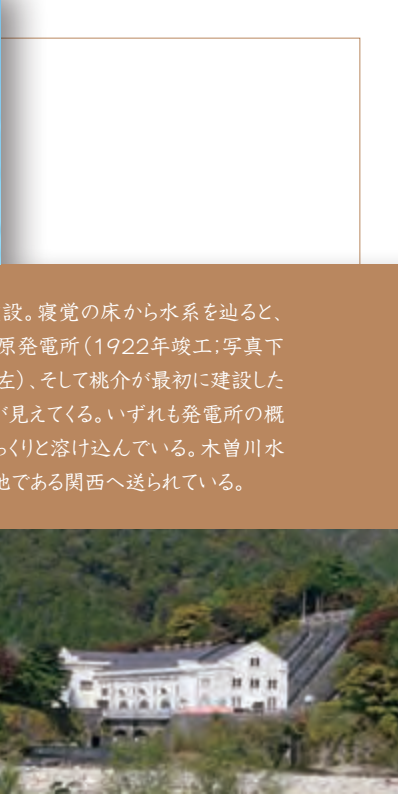 設。寝覚の床から水系を辿ると、
原発電所(1922年竣工;写真下
左)、そして桃介が最初に建設した
が見えてくる。いずれも発電所の概
っくりと溶け込んでいる。木曽川水
地である関西へ送られている。